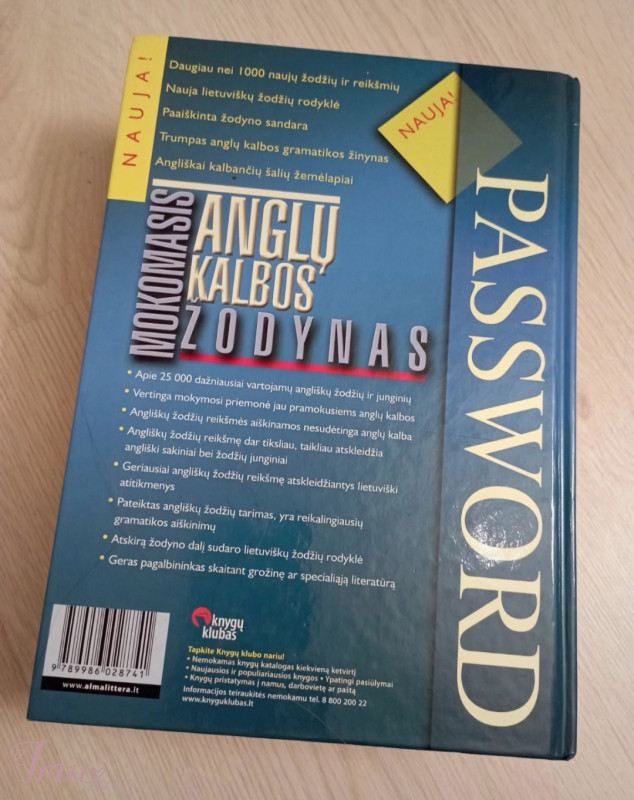 NAUJA!
Daugiau nei 1000 naujų žodžių ir reikšmių
Nauja lietuviškų žodžių rodyklė
Paaiškinta žodyno sandara
Trumpas anglų kalbos gramatikos žinynas
Angliškai kalbančių šalių žemėlapiai
NAUJA!
PASSWORD
MOKOMASIS
ANGLŲ
KALBOS
ŽODYNAS
• Apie 25 000 dažniausiai vartojamų angliškų žodžių ir junginių
• Vertinga mokymosi priemonė jau pramokusiems anglų kalbos
• Angliškų žodžių reikšmės aiškinamos nesudėtinga anglų kalba
• Angliškų žodžių reikšmę dar tiksliau, taikliau atskleidžia
angliški sakiniai bei žodžių junginiai
• Geriausiai angliškų žodžių reikšmę atskleidžiantys lietuviški
atitikmenys
• Pateiktas angliškų žodžių tarimas, yra reikalingiausių
gramatikos aiškinimų
• Atskirą žodyno dalį sudaro lietuviškų žodžių rodyklė
• Geras pagalbininkas skaitant grožinę ar specialiąją literatūrą
9 789986 028741
www.almalittera.lt
knygų
klubas
Tapkite Knygų klubo nariu!
• Nemokamas knygų katalogas kiekvieną ketvirtį
• Naujausios ir populiariausios knygos • Ypatingi pasiūlymai
• Knygų pristatymas į namus, darbovietę ar paštą
Informacijos teiraukitės nemokamu tel. 8 800 200 22
www.knyguklubas.lt